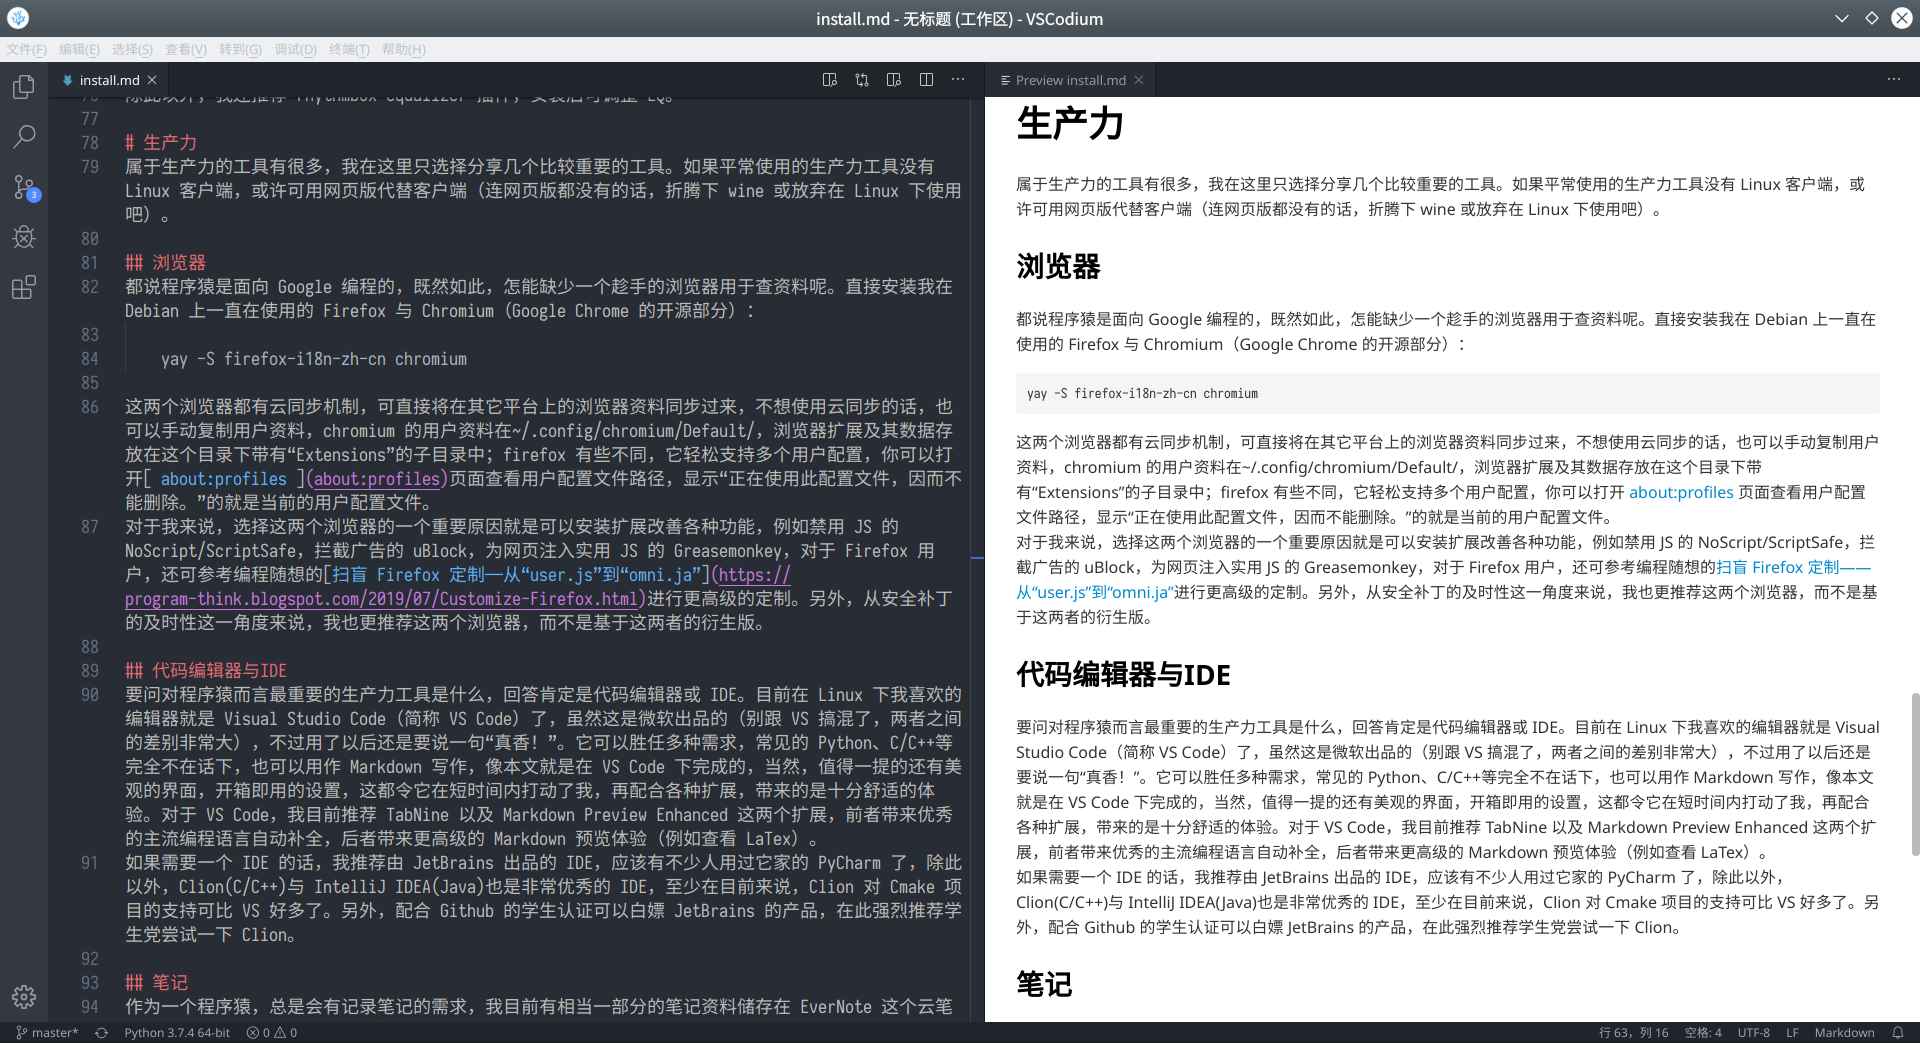 install.md - 无标题 (工作区) - VSCodium
文件(F) 编辑(E) 选择(S) 查看(V) 转到(G) 调试(D) 终端(T) 帮助(H)
install.md
77
78 # 生产力
79 属于生产力的工具有很多，我在这里只选择分享几个比较重要的工具。如果平常使用的生产力工具没有
Linux 客户端，或许可用网页版代替客户端（连网页版都没有的话，折腾下 wine 或放弃在 Linux 下使用
吧）。
80
81 ## 浏览器
82 都说程序猿是面向 Google 编程的，既然如此，怎能缺少一个趁手的浏览器用于查资料呢。直接安装我在
Debian 上一直在使用的 Firefox 与 Chromium（Google Chrome 的开源部分）：
83
84 yay -S firefox-i18n-zh-cn chromium
85
86 这两个浏览器都有云同步机制，可直接将在其它平台上的浏览器资料同步过来，不想使用云同步的话，也
可以手动复制用户资料，chromium 的用户资料在~/.config/chromium/Default/，浏览器扩展及其数据存
放在这个目录下带有“Extensions”的子目录中；firefox 有些不同，它轻松支持多个用户配置，你可以打
开[ about:profiles ](about:profiles)页面查看用户配置文件路径，显示“正在使用此配置文件，因而不
能删除。”的就是当前的用户配置文件。
87 对于我来说，选择这两个浏览器的一个重要原因就是可以安装扩展改善各种功能，例如禁用 JS 的
NoScript/ScriptSafe，拦截广告的 uBlock，为网页注入实用 JS 的 Greasemonkey，对于 Firefox 用
户，还可参考编程随想的[扫盲 Firefox 定制——从“user.js”到“omni.ja”](https://
program-think.blogspot.com/2019/07/Customize-Firefox.html)进行更高级的定制。另外，从安全补丁
的及时性这一角度来说，我也更推荐这两个浏览器，而不是基于这两者的衍生版。
88
89 ## 代码编辑器与IDE
90 要问对程序猿而言最重要的生产力工具是什么，回答肯定是代码编辑器或 IDE。目前在 Linux 下我喜欢的
编辑器就是 Visual Studio Code（简称 VS Code）了，虽然这是微软出品的（别跟 VS 搞混了，两者之间
的差别非常大），不过用了以后还是要说一句“真香！”。它可以胜任多种需求，常见的 Python、C/C++等
完全不在话下，也可以用作 Markdown 写作，像本文就是在 VS Code 下完成的，当然，值得一提的还有美
观的界面，开箱即用的设置，这都令它在短时间内打动了我，再配合各种扩展，带来的是十分舒适的体
验。对于 VS Code，我目前推荐 TabNine 以及 Markdown Preview Enhanced 这两个扩展，前者带来优秀
的主流编程语言自动补全，后者带来更高级的 Markdown 预览体验（例如查看 LaTex）。
91 如果需要一个 IDE 的话，我推荐由 JetBrains 出品的 IDE，应该有不少人用过它家的 PyCharm 了，除此
以外，Clion(C/C++)与 IntelliJ IDEA(Java)也是非常优秀的 IDE，至少在目前来说，Clion 对 Cmake 项
目的支持可比 VS 好多了。另外，配合 Github 的学生认证可以白嫖 JetBrains 的产品，在此强烈推荐学
生党尝试一下 Clion。
92
93 ## 笔记
94 作为一个程序猿，总是会有记录笔记的需求，我目前有相当一部分的笔记资料储存在 EverNote 这个云笔
Preview install.md
生产力
属于生产力的工具有很多，我在这里只选择分享几个比较重要的工具。如果平常使用的生产力工具没有 Linux 客户端，或
许可用网页版代替客户端（连网页版都没有的话，折腾下 wine 或放弃在 Linux 下使用吧）。
浏览器
都说程序猿是面向 Google 编程的，既然如此，怎能缺少一个趁手的浏览器用于查资料呢。直接安装我在 Debian 上一直在
使用的 Firefox 与 Chromium（Google Chrome 的开源部分）：
yay -S firefox-i18n-zh-cn chromium
这两个浏览器都有云同步机制，可直接将在其它平台上的浏览器资料同步过来，不想使用云同步的话，也可以手动复制用户
资料，chromium 的用户资料在~/.config/chromium/Default/，浏览器扩展及其数据存放在这个目录下带
有“Extensions”的子目录中；firefox 有些不同，它轻松支持多个用户配置，你可以打开 about:profiles 页面查看用户配置
文件路径，显示“正在使用此配置文件，因而不能删除。”的就是当前的用户配置文件。
对于我来说，选择这两个浏览器的一个重要原因就是可以安装扩展改善各种功能，例如禁用 JS 的 NoScript/ScriptSafe，拦
截广告的 uBlock，为网页注入实用 JS 的 Greasemonkey，对于 Firefox 用户，还可参考编程随想的扫盲 Firefox 定制——
从“user.js”到“omni.ja”进行更高级的定制。另外，从安全补丁的及时性这一角度来说，我也更推荐这两个浏览器，而不是基
于这两者的衍生版。
代码编辑器与IDE
要问对程序猿而言最重要的生产力工具是什么，回答肯定是代码编辑器或 IDE。目前在 Linux 下我喜欢的编辑器就是 Visual
Studio Code（简称 VS Code）了，虽然这是微软出品的（别跟 VS 搞混了，两者之间的差别非常大），不过用了以后还是
要说一句“真香！”。它可以胜任多种需求，常见的 Python、C/C++等完全不在话下，也可以用作 Markdown 写作，像本文
就是在 VS Code 下完成的，当然，值得一提的还有美观的界面，开箱即用的设置，这都令它在短时间内打动了我，再配合
各种扩展，带来的是十分舒适的体验。对于 VS Code，我目前推荐 TabNine 以及 Markdown Preview Enhanced 这两个扩
展，前者带来优秀的主流编程语言自动补全，后者带来更高级的 Markdown 预览体验（例如查看 LaTex）。
如果需要一个 IDE 的话，我推荐由 JetBrains 出品的 IDE，应该有不少人用过它家的 PyCharm 了，除此以外，
Clion(C/C++)与 IntelliJ IDEA(Java)也是非常优秀的 IDE，至少在目前来说，Clion 对 Cmake 项目的支持可比 VS 好多了。另
外，配合 Github 的学生认证可以白嫖 JetBrains 的产品，在此强烈推荐学生党尝试一下 Clion。
笔记
3
master* Python 3.7.4 64-bit 0 0 行 63，列 16 空格: 4 UTF-8 LF Markdown